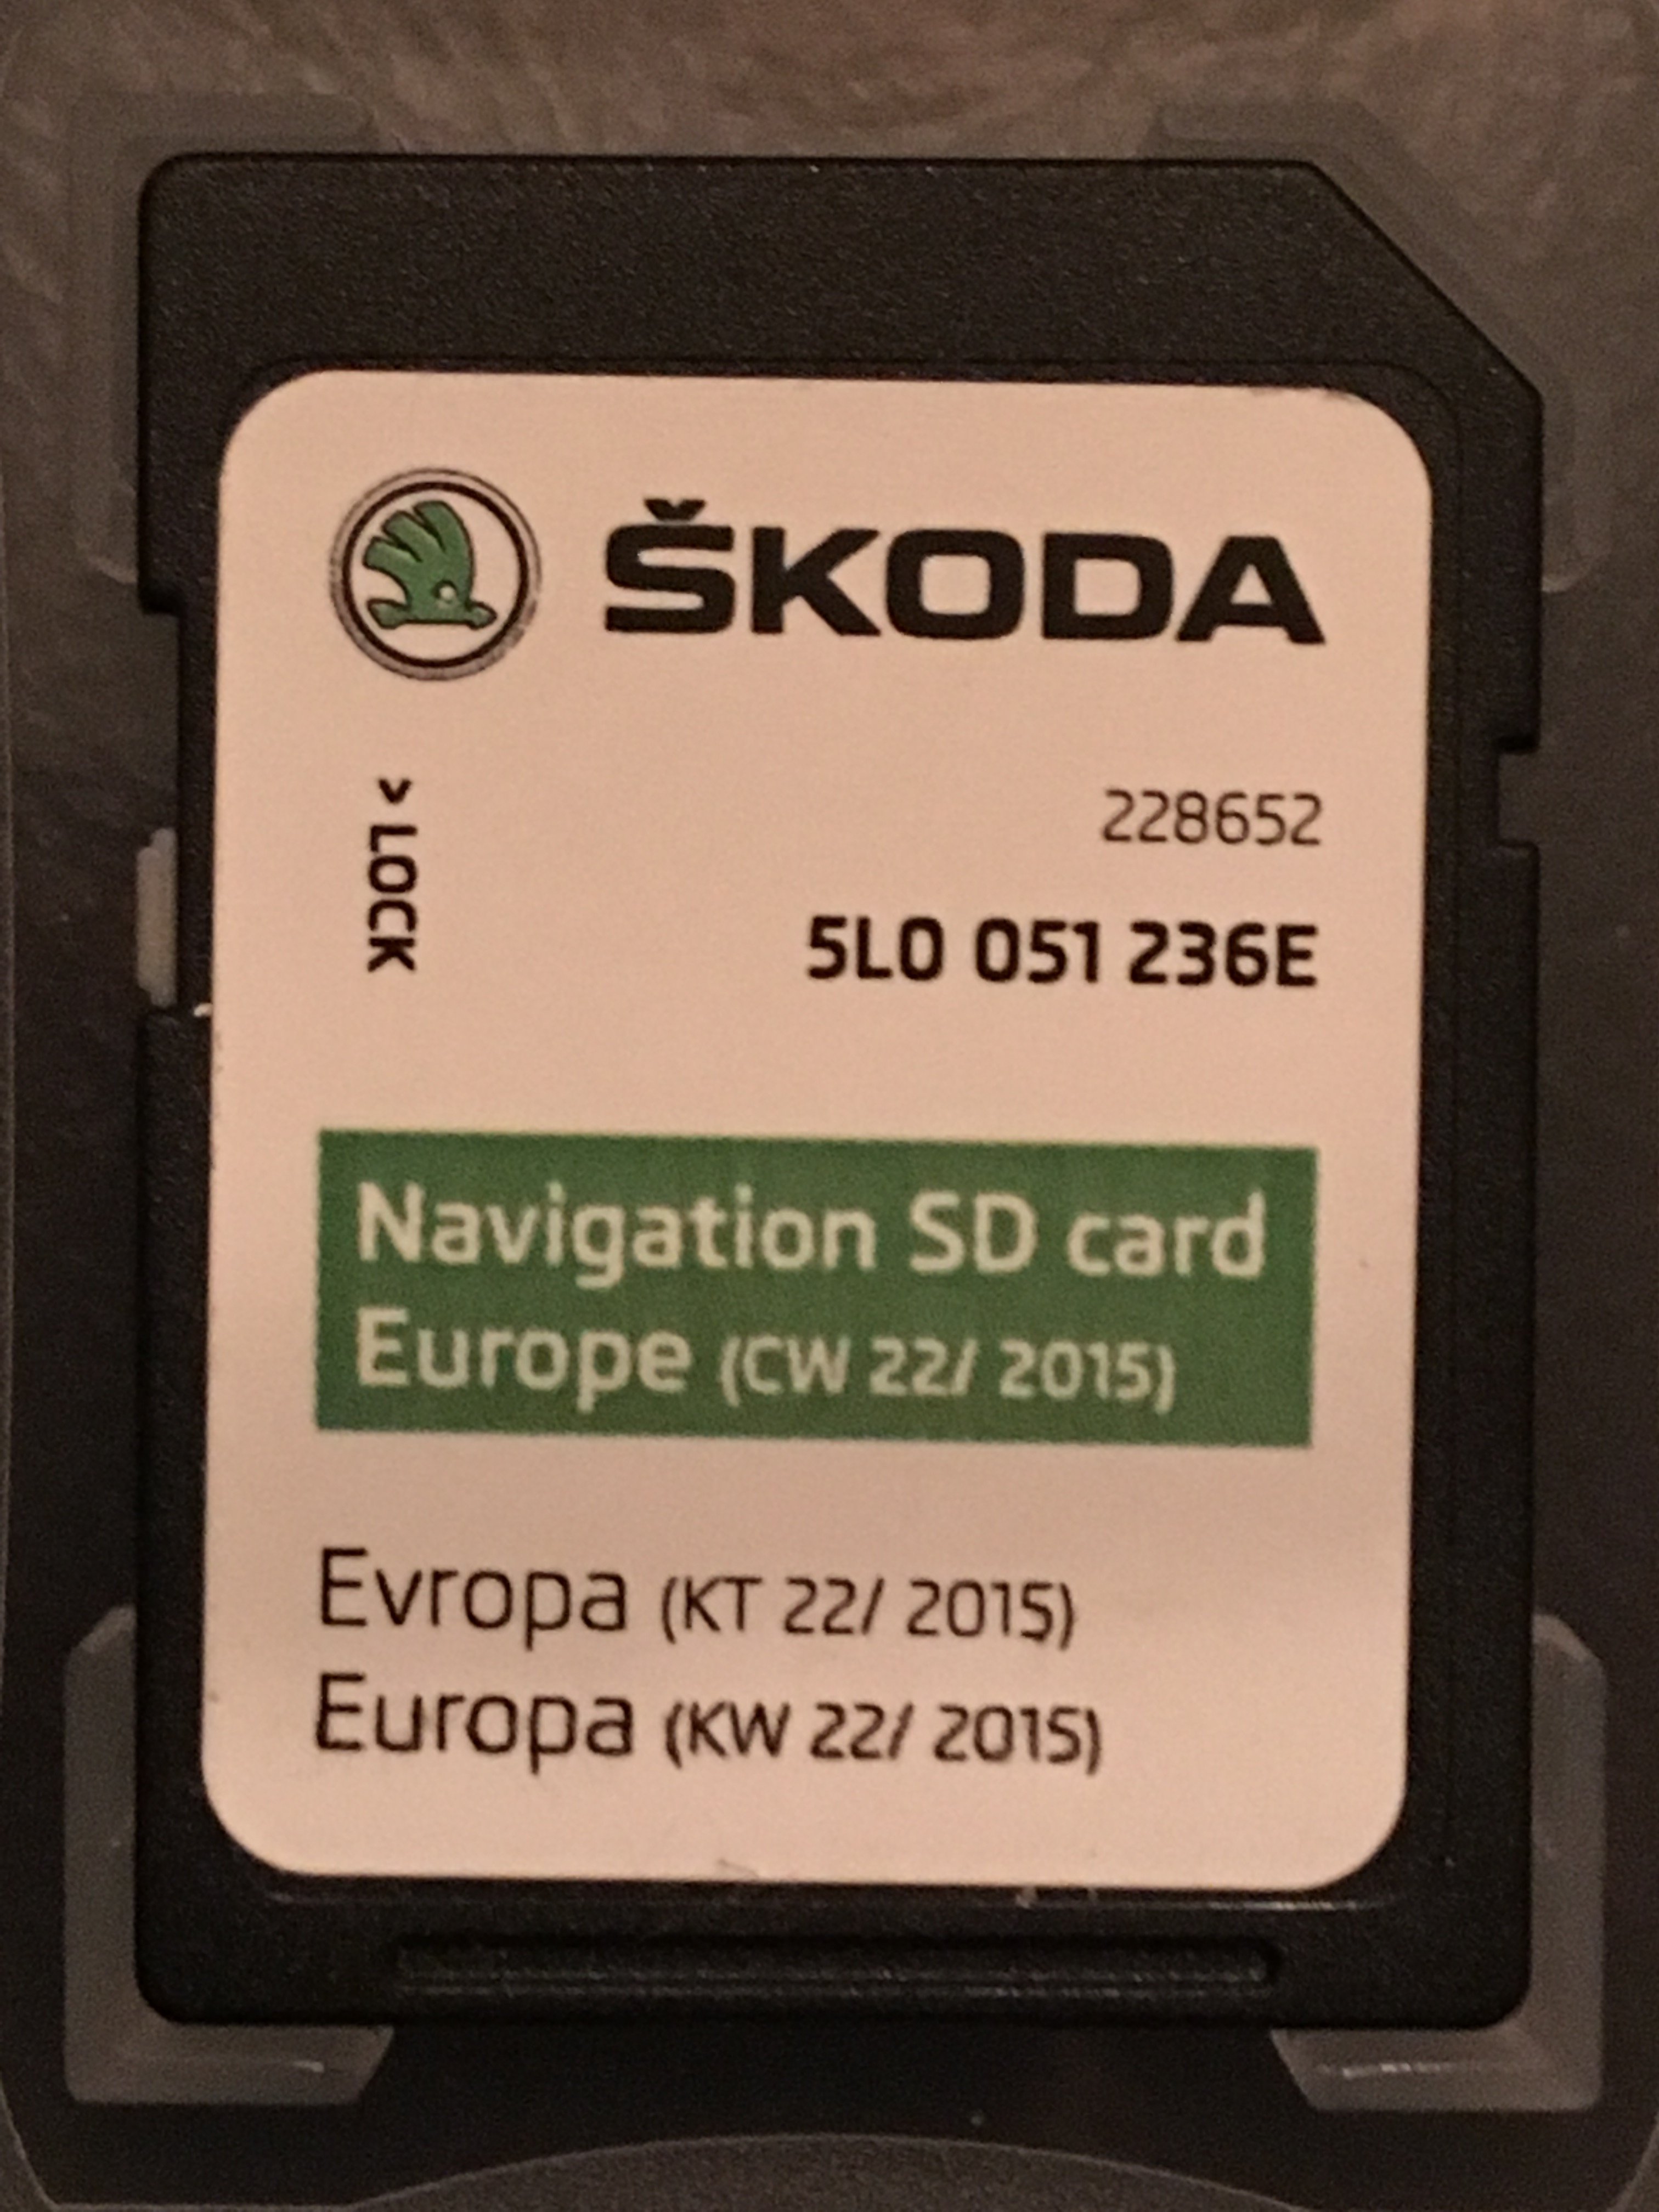 ŠKODA
> LOCK
228652
5L0 051 236E
Navigation SD card
Europe (CW 22/ 2015)
Evropa (KT 22/ 2015)
Europa (KW 22/ 2015)